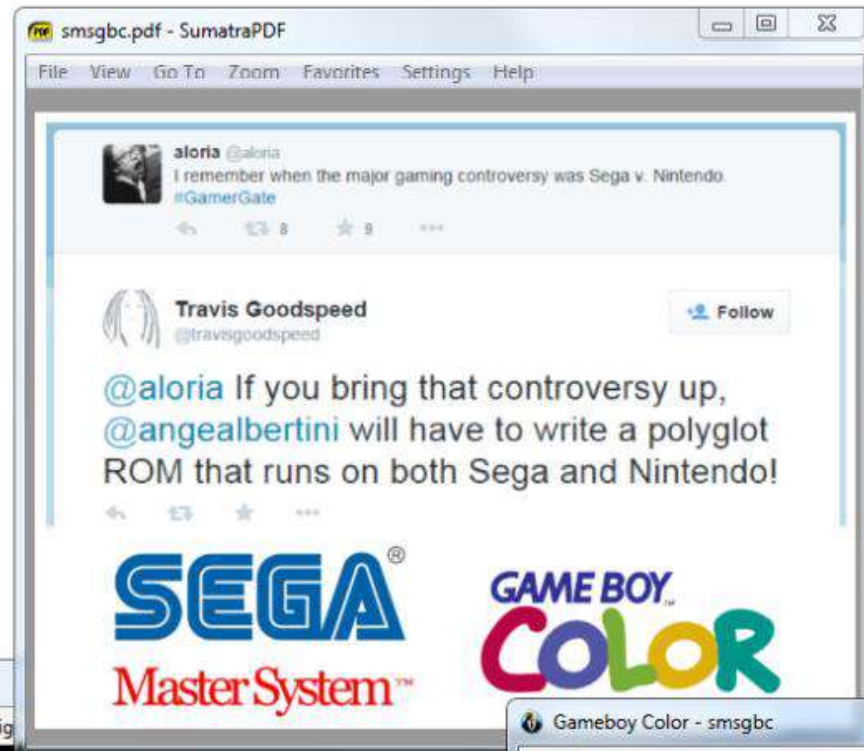 smsgbc.pdf - SumatraPDF
File View Go To Zoom Favorites Settings Help
aloria @aloria
I remember when the major gaming controversy was Sega v. Nintendo.
#GamerGate
8 9
Travis Goodspeed
@travisgoodspeed
Follow
@aloria If you bring that controversy up,
@angealbertini will have to write a polyglot
ROM that runs on both Sega and Nintendo!
SEGA®
Master System™
GAME BOY™
COLOR
Gameboy Color - smsgbc